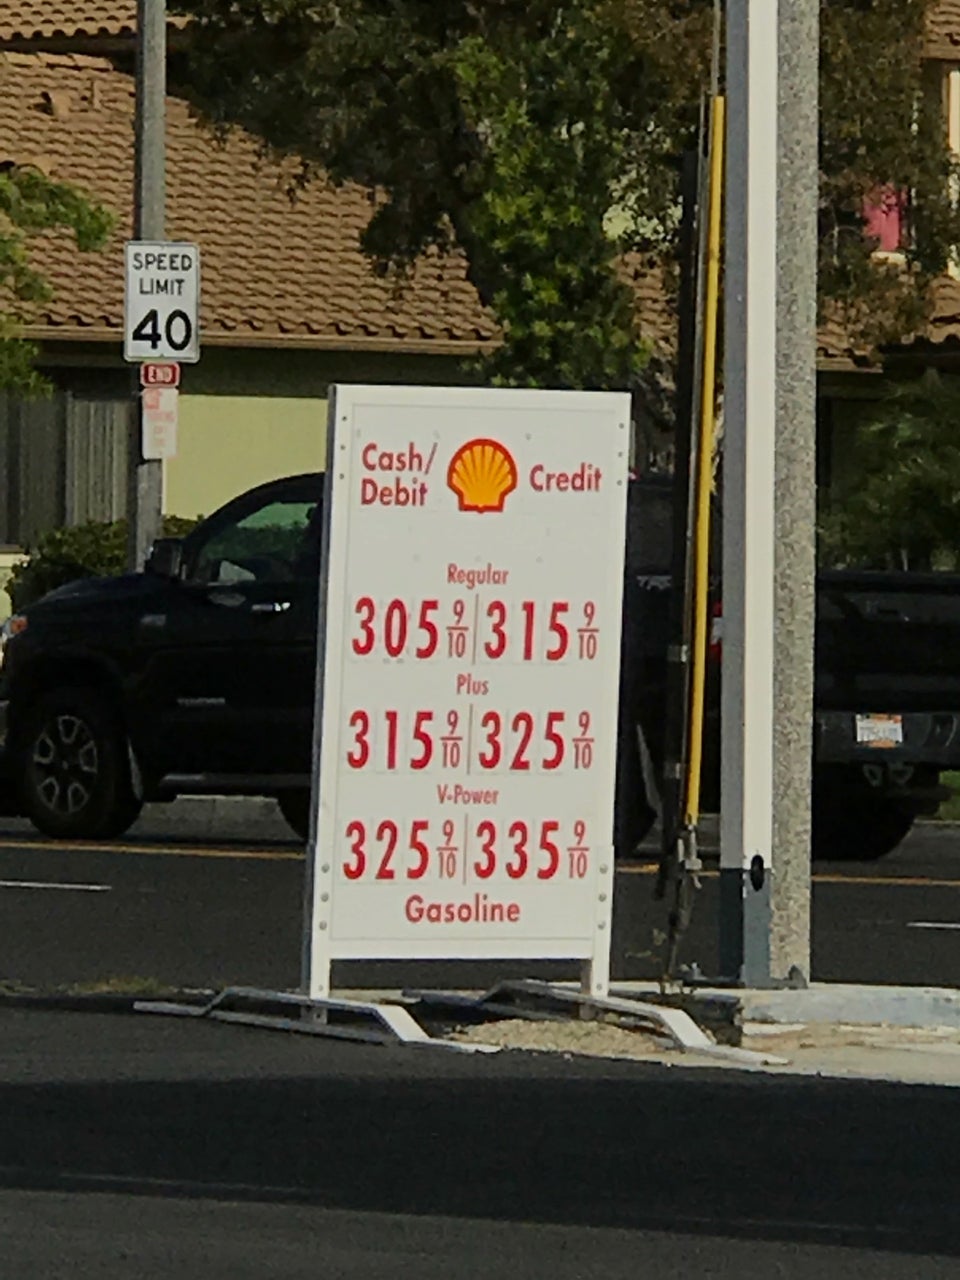 SPEED
LIMIT
40
END
Cash/
Debit
Credit
Regular
305 9/10 315 9/10
Plus
315 9/10 325 9/10
V-Power
325 9/10 335 9/10
Gasoline